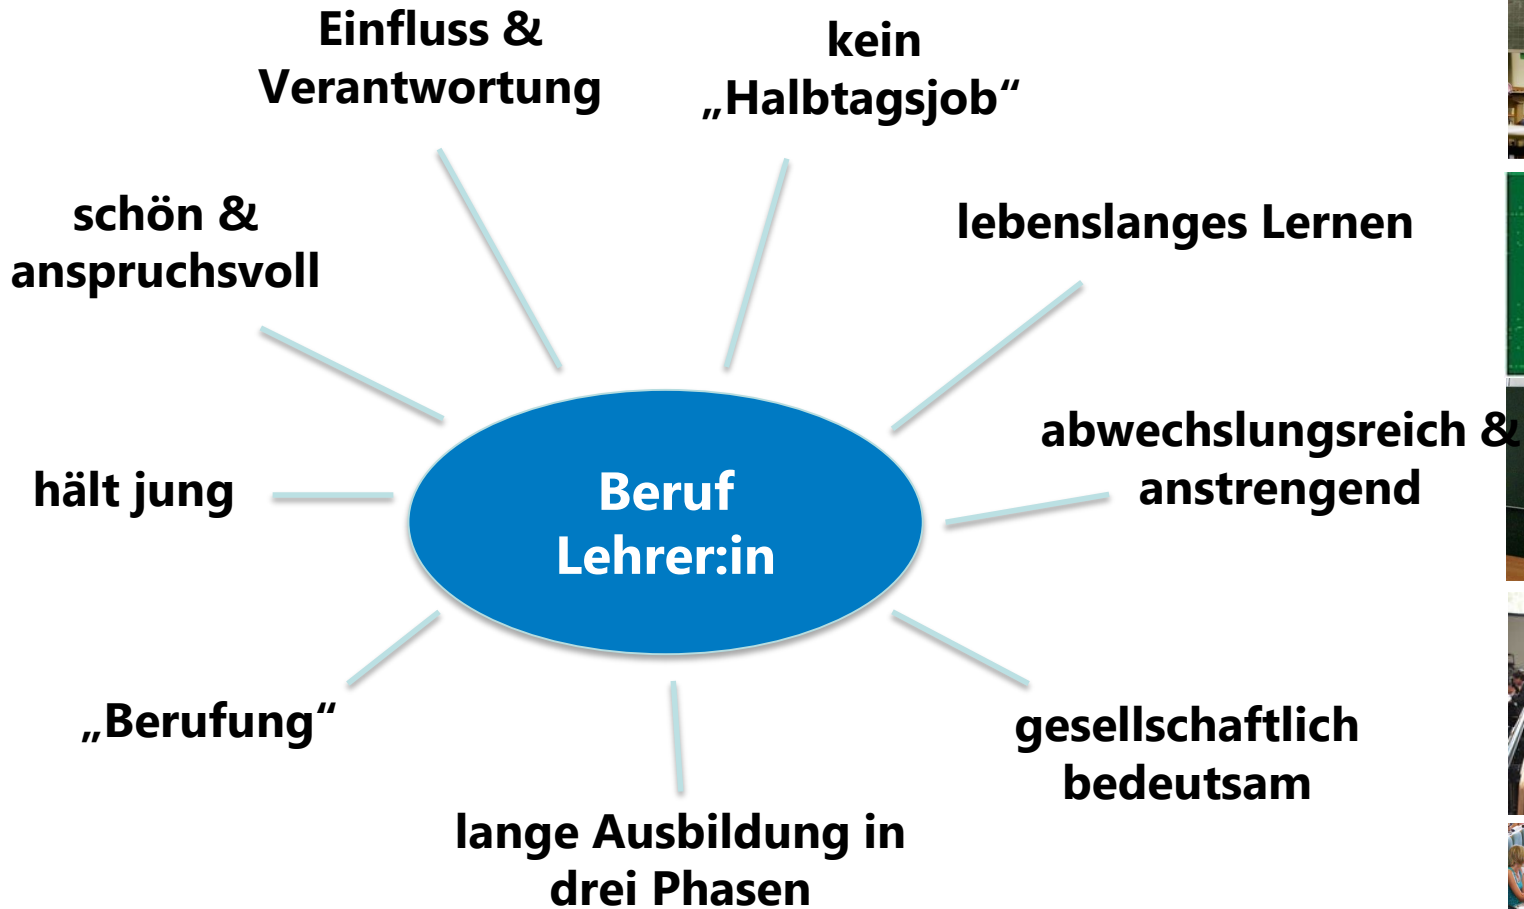 Einfluss &
Verantwortung
kein
„Halbtagsjob“
schön &
anspruchsvoll
lebenslanges Lernen
abwechslungsreich &
anstrengend
hält jung
Beruf
Lehrer:in
„Berufung“
gesellschaftlich
bedeutsam
lange Ausbildung in
drei Phasen